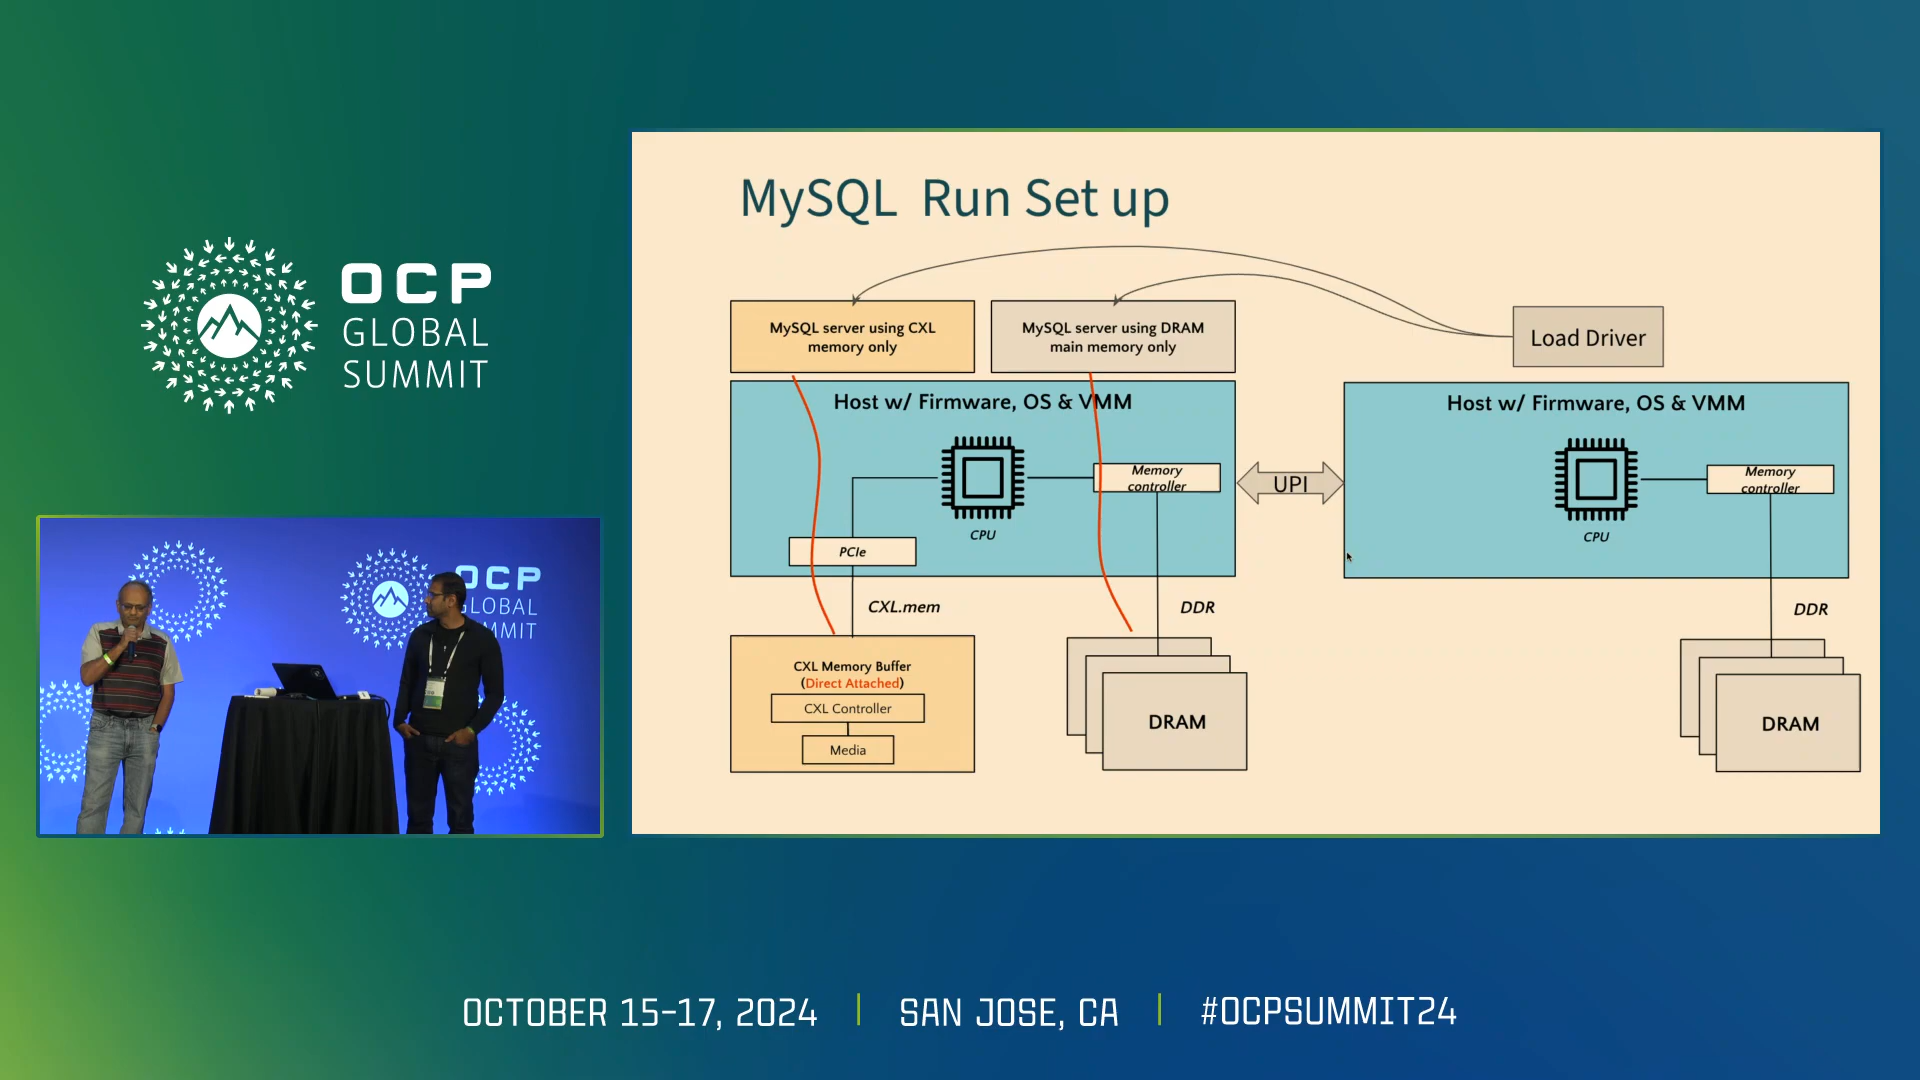 OCP
GLOBAL
SUMMIT
MySQL Run Set up
MySQL server using CXL
memory only
MySQL server using DRAM
main memory only
Load Driver
Host w/ Firmware, OS & VMM
CPU
Memory
controller
PCIe
UPI
Host w/ Firmware, OS & VMM
CPU
Memory
controller
CXL.mem
DDR
DDR
CXL Memory Buffer
(Direct Attached)
CXL Controller
Media
DRAM
DRAM
OCP
GLOBAL
MMIT
OCTOBER 15-17, 2024
SAN JOSE, CA
#OCPSUMMIT24